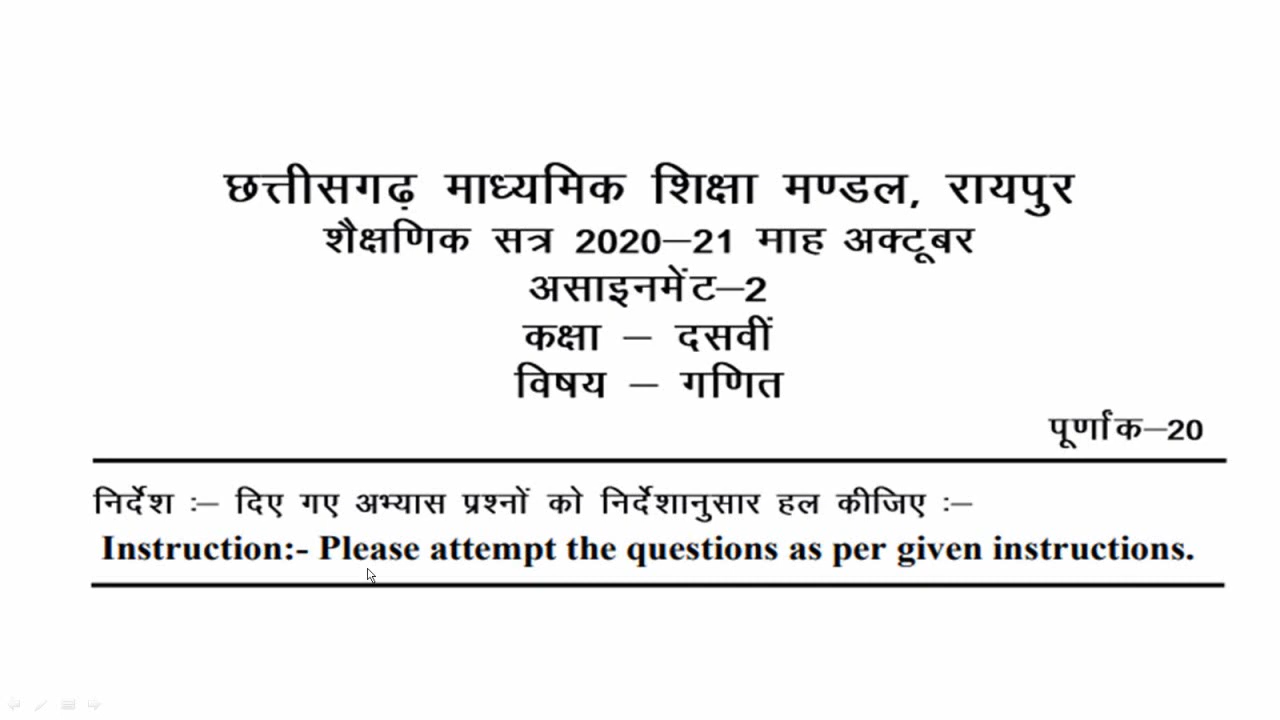 छत्तीसगढ़ माध्यमिक शिक्षा मण्डल, रायपुर
शैक्षणिक सत्र 2020–21 माह अक्टूबर
असाइनमेंट–2
कक्षा – दसवीं
विषय – गणित
पूर्णांक–20
निर्देश :– दिए गए अभ्यास प्रश्नों को निर्देशानुसार हल कीजिए :–
Instruction:- Please attempt the questions as per given instructions.